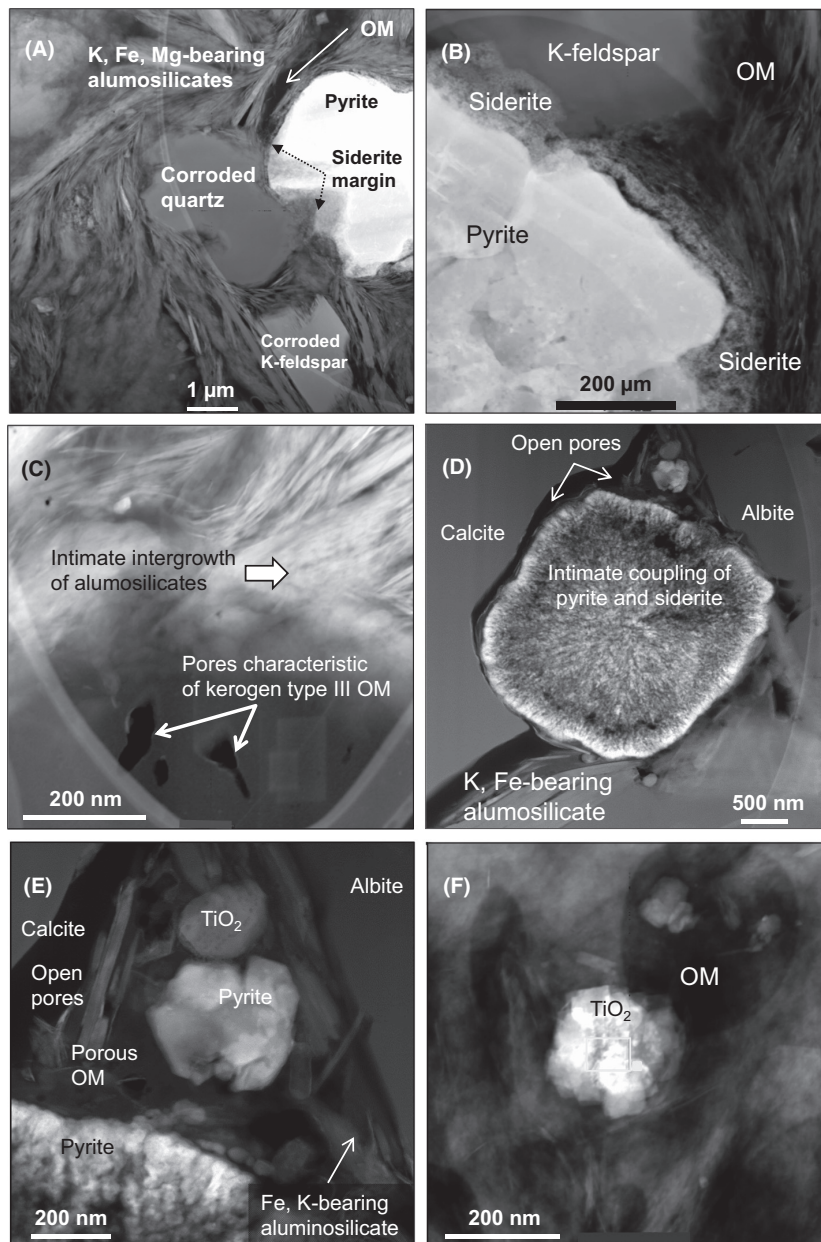 (A)
K, Fe, Mg-bearing
alumosilicates
OM
Pyrite
Siderite
margin
Corroded
quartz
Corroded
K-feldspar
1 µm
(B)
K-feldspar
OM
Siderite
Pyrite
Siderite
200 µm
(C)
Intimate intergrowth
of alumosilicates
Pores characteristic
of kerogen type III OM
200 nm
(D)
Open pores
Calcite
Albite
Intimate coupling of
pyrite and siderite
K, Fe-bearing
alumosilicate
500 nm
(E)
Albite
Calcite
TiO₂
Open
pores
Pyrite
Porous
OM
Pyrite
Fe, K-bearing
aluminosilicate
200 nm
(F)
OM
TiO₂
200 nm